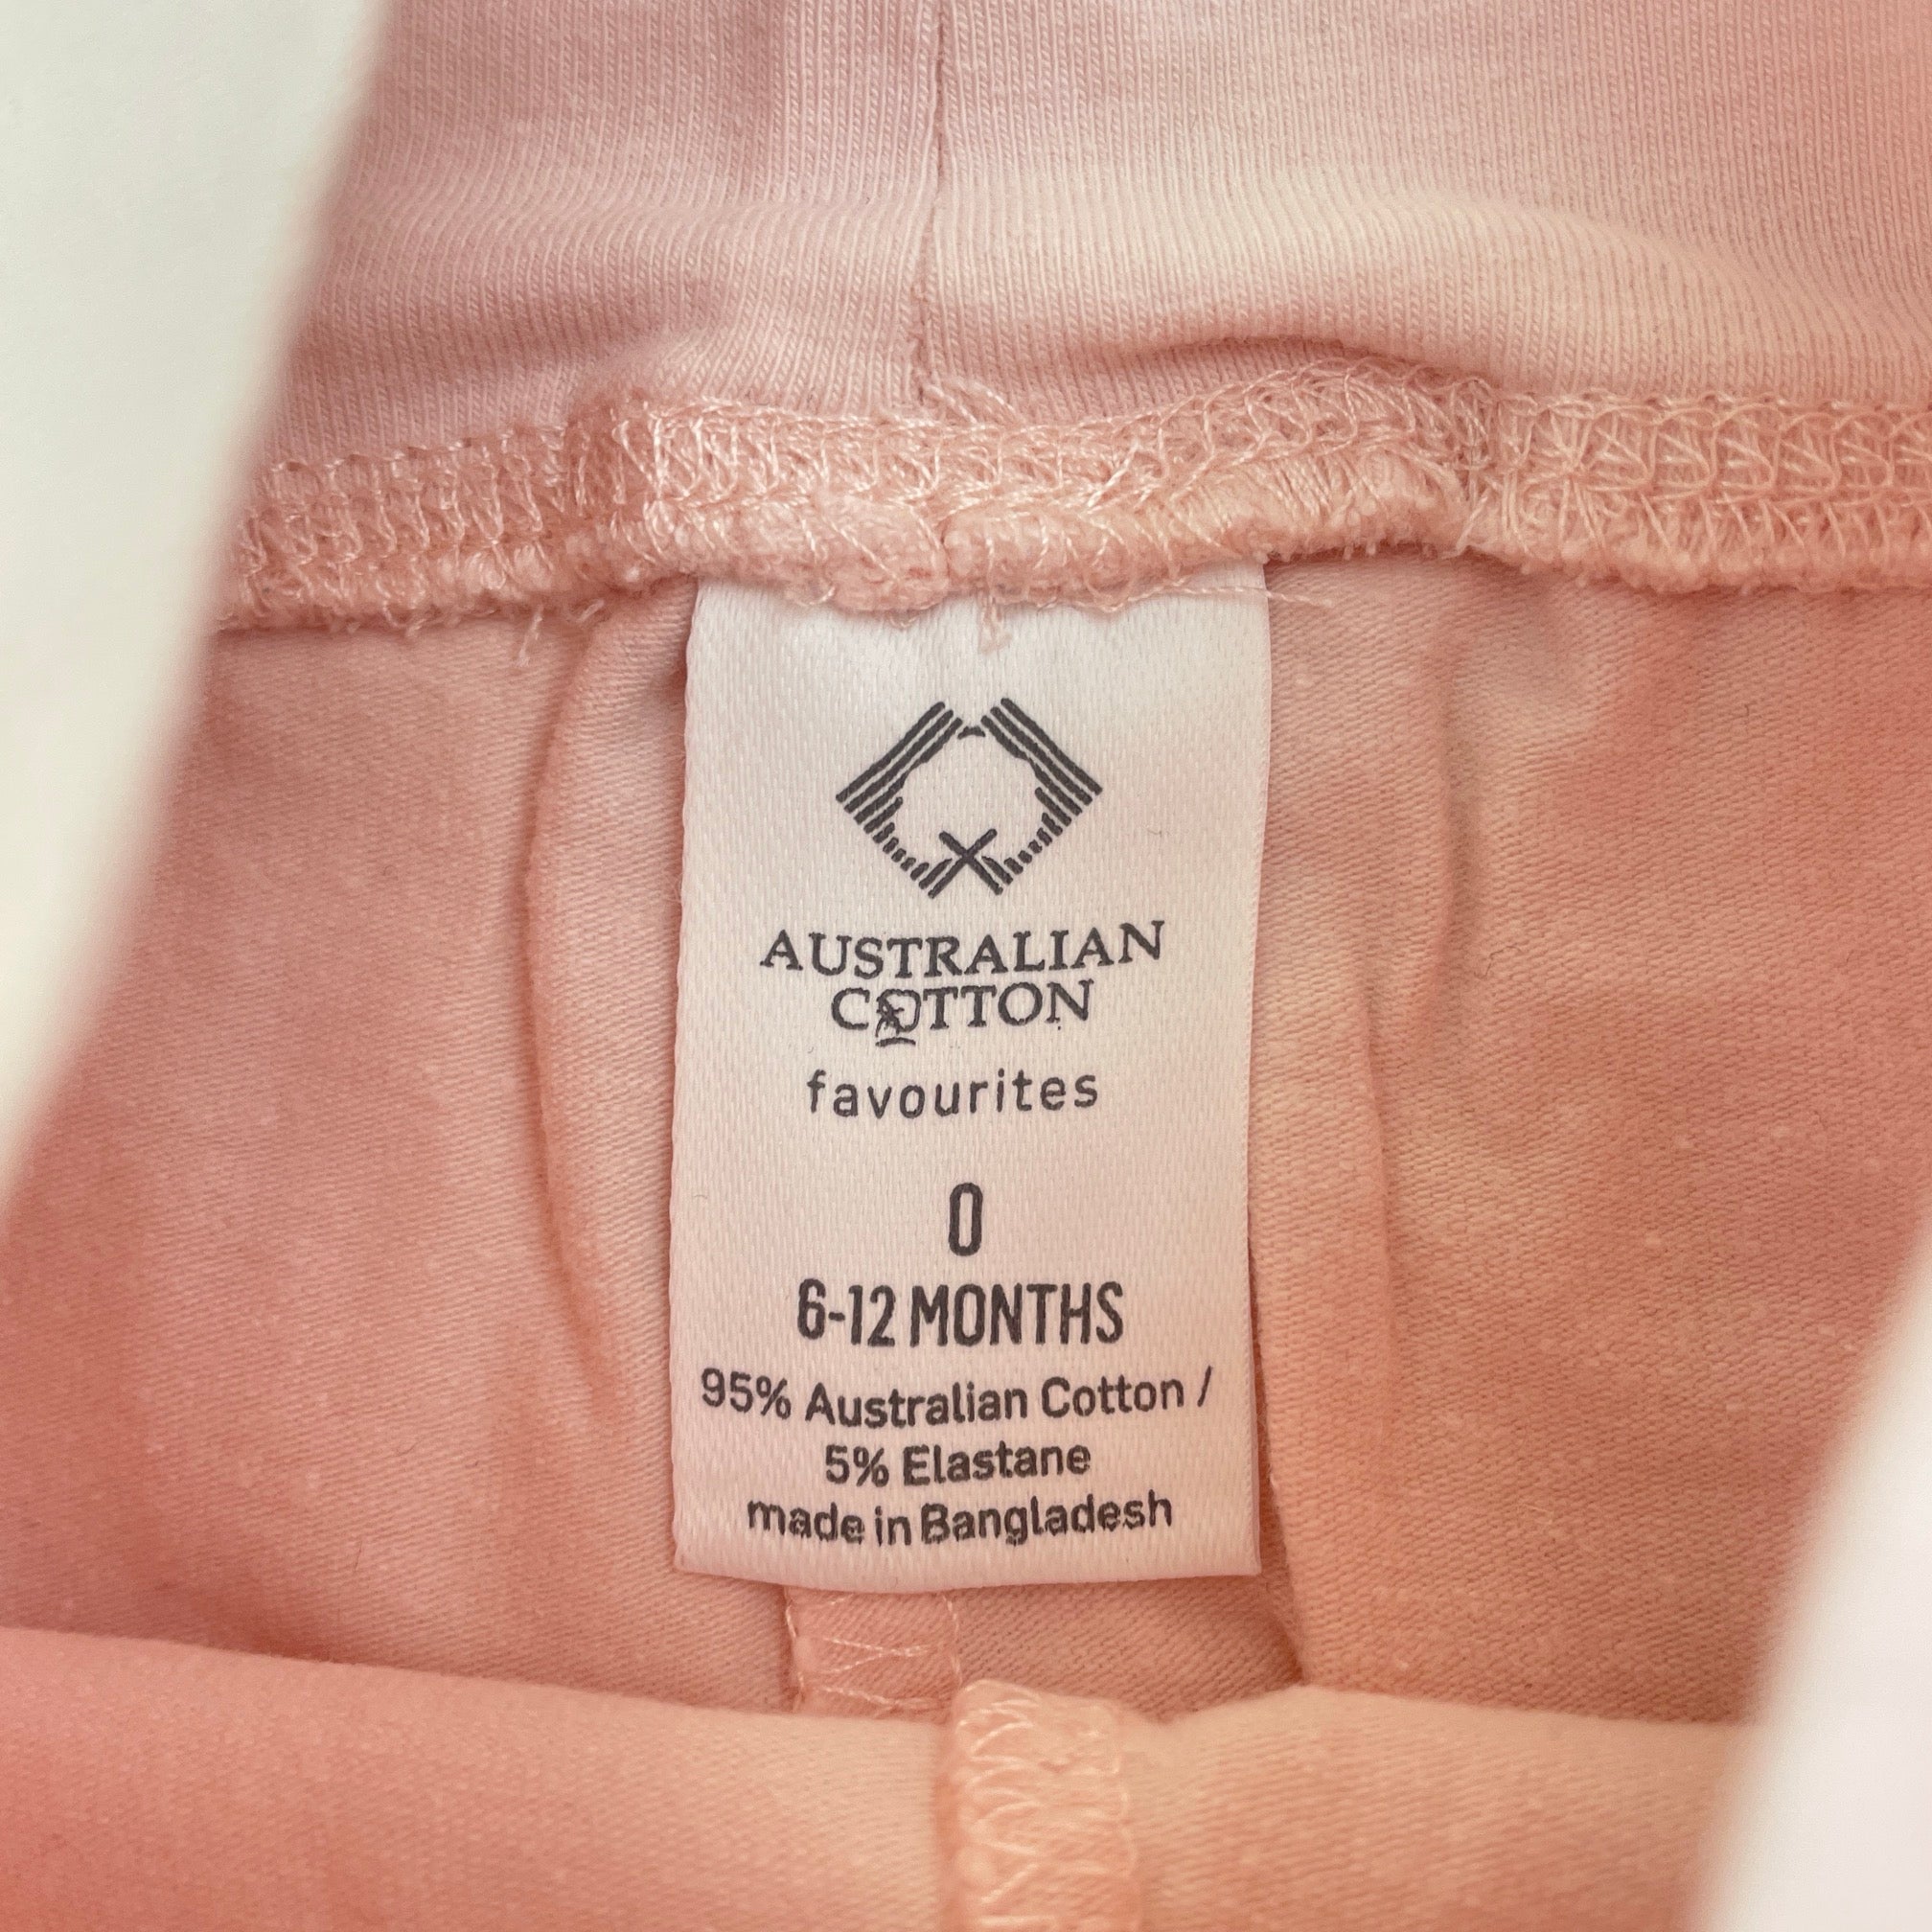 AUSTRALIAN
COTTON
favourites
0
6-12 MONTHS
95% Australian Cotton /
5% Elastane
made in Bangladesh